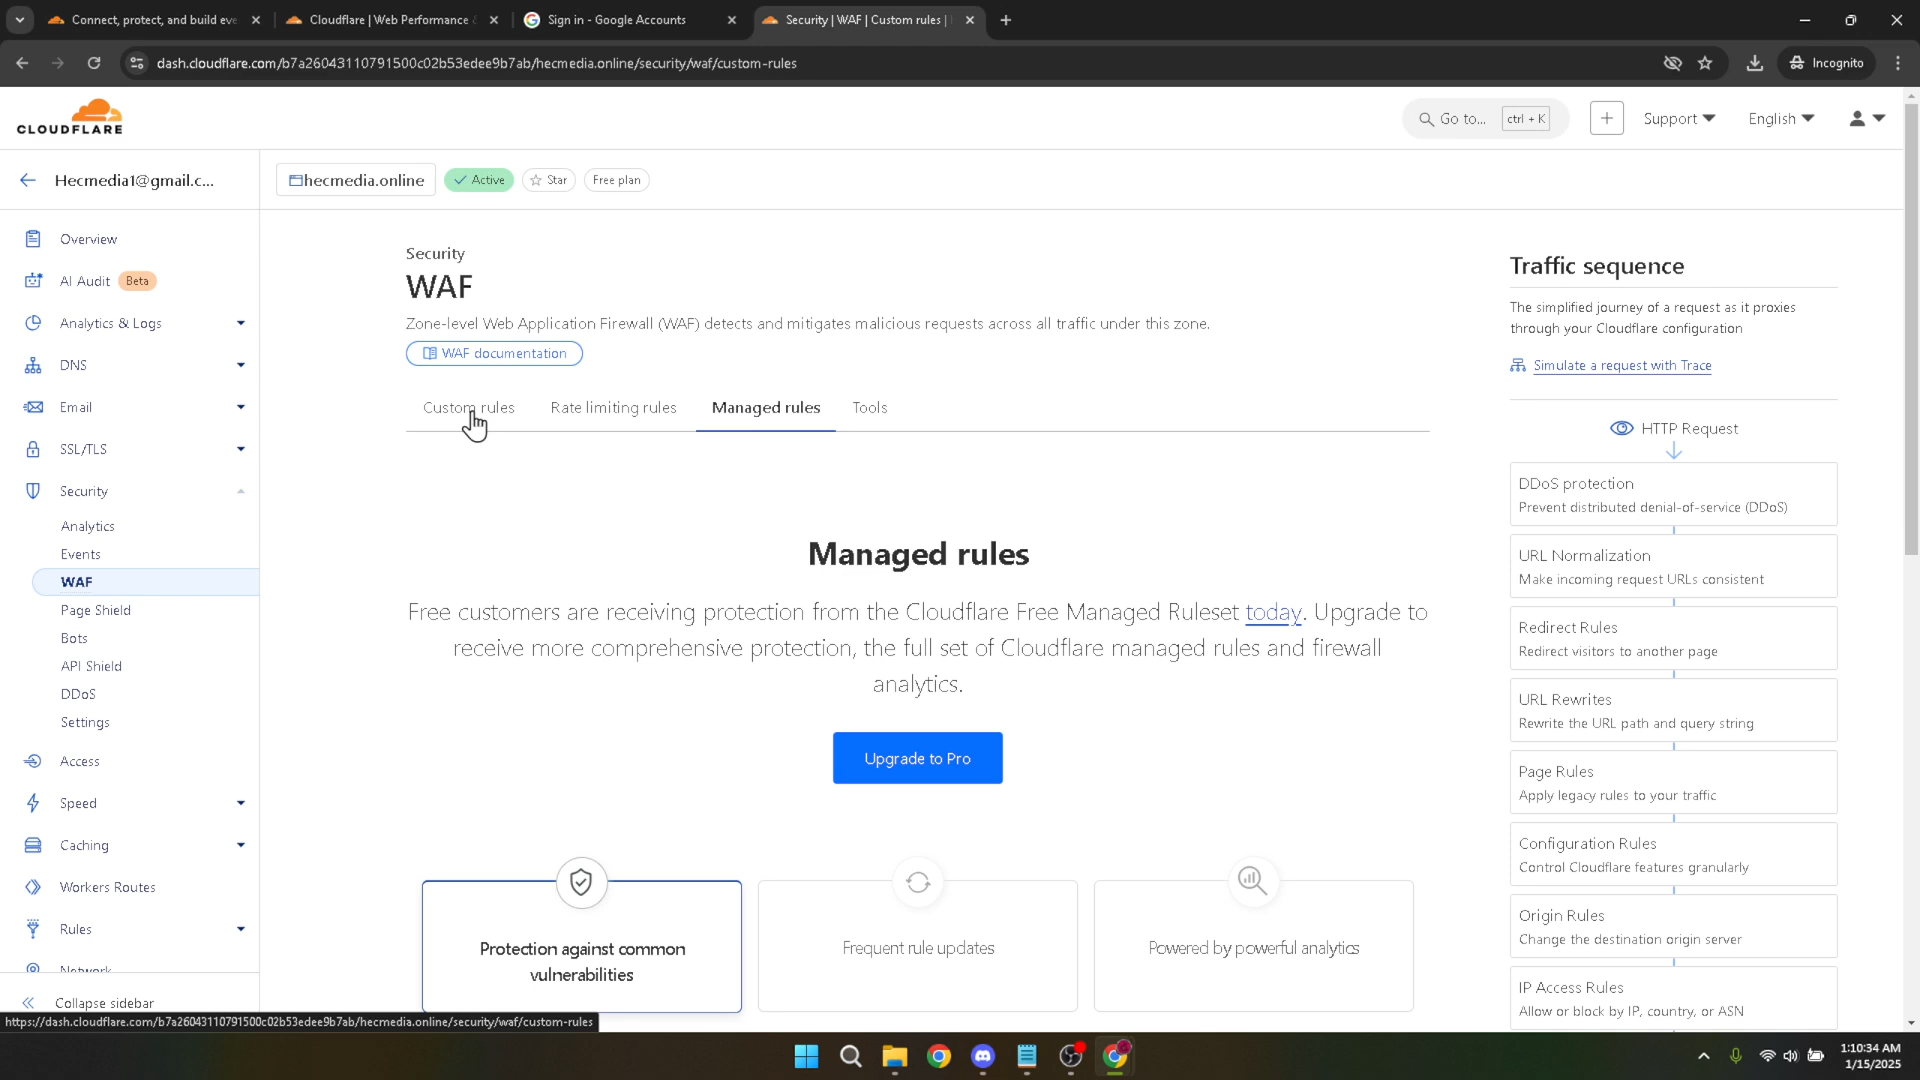 Connect, protect, and build eve
Cloudflare | Web Performance &
Sign in - Google Accounts
Security | WAF | Custom rules |
dash.cloudflare.com/b7a26043110791500c02b53edee9b7ab/hecmedia.online/security/waf/custom-rules
Incognito
CLOUDFLARE
Go to...
ctrl + K
Support
English
Hecmedia1@gmail.c...
hecmedia.online
Active
Star
Free plan
Overview
AI Audit
Beta
Analytics & Logs
DNS
Email
SSL/TLS
Security
Analytics
Events
WAF
Page Shield
Bots
API Shield
DDoS
Settings
Access
Speed
Caching
Workers Routes
Rules
Network
Collapse sidebar
Security
WAF
Zone-level Web Application Firewall (WAF) detects and mitigates malicious requests across all traffic under this zone.
WAF documentation
Custom rules
Rate limiting rules
Managed rules
Tools
Managed rules
Free customers are receiving protection from the Cloudflare Free Managed Ruleset today. Upgrade to
receive more comprehensive protection, the full set of Cloudflare managed rules and firewall
analytics.
Upgrade to Pro
Protection against common
vulnerabilities
Frequent rule updates
Powered by powerful analytics
Traffic sequence
The simplified journey of a request as it proxies
through your Cloudflare configuration
Simulate a request with Trace
HTTP Request
DDoS protection
Prevent distributed denial-of-service (DDoS)
URL Normalization
Make incoming request URLs consistent
Redirect Rules
Redirect visitors to another page
URL Rewrites
Rewrite the URL path and query string
Page Rules
Apply legacy rules to your traffic
Configuration Rules
Control Cloudflare features granularly
Origin Rules
Change the destination origin server
IP Access Rules
Allow or block by IP, country, or ASN
https://dash.cloudflare.com/b7a26043110791500c02b53edee9b7ab/hecmedia.online/security/waf/custom-rules
1:10:34 AM
1/15/2025